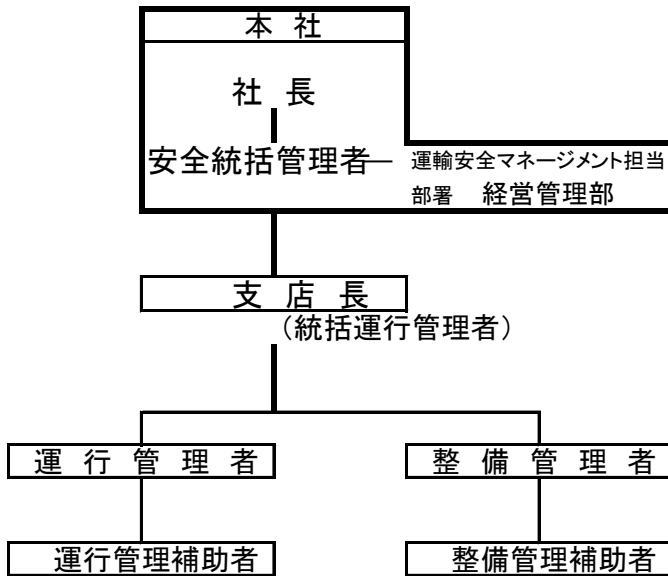 本 社
社 長
安全統括管理者 運輸安全マネージメント担当
部署 経営管理部
支 店 長
（統括運行管理者）
運 行 管 理 者 整 備 管 理 者
運行管理補助者 整備管理補助者